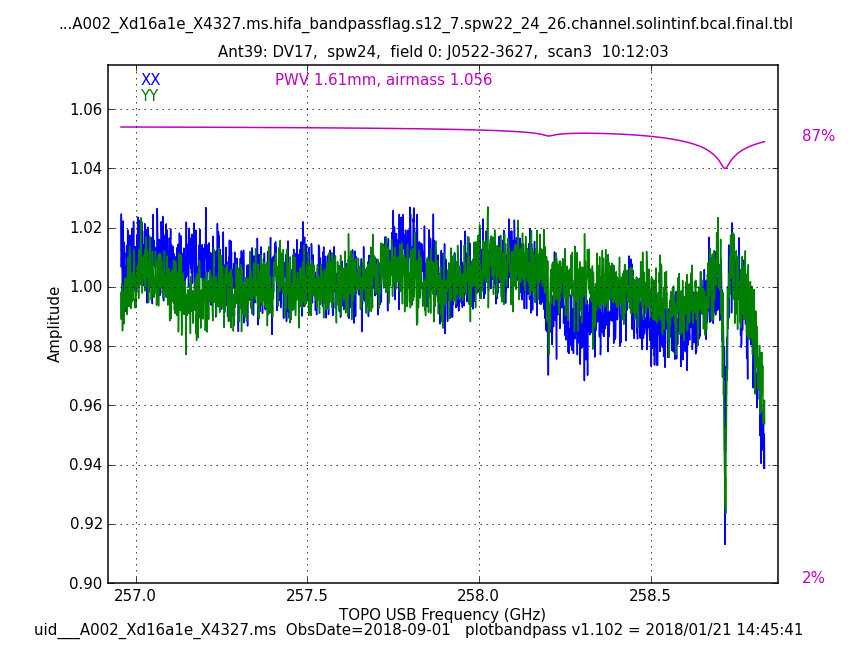 ...A002_Xd16a1e_X4327.ms.hifa_bandpassflag.s12_7.spw22_24_26.channel.solintinf.bcal.final.tbl
Ant39: DV17,  spw24,  field 0: J0522-3627,  scan3  10:12:03
XX
PWV 1.61mm, airmass 1.056
YY
1.06
87%
1.04
1.02
1.00
Amplitude
0.98
0.96
0.94
0.92
0.90
2%
257.0
257.5
258.0
258.5
TOPO USB Frequency (GHz)
uid___A002_Xd16a1e_X4327.ms  ObsDate=2018-09-01   plotbandpass v1.102 = 2018/01/21 14:45:41